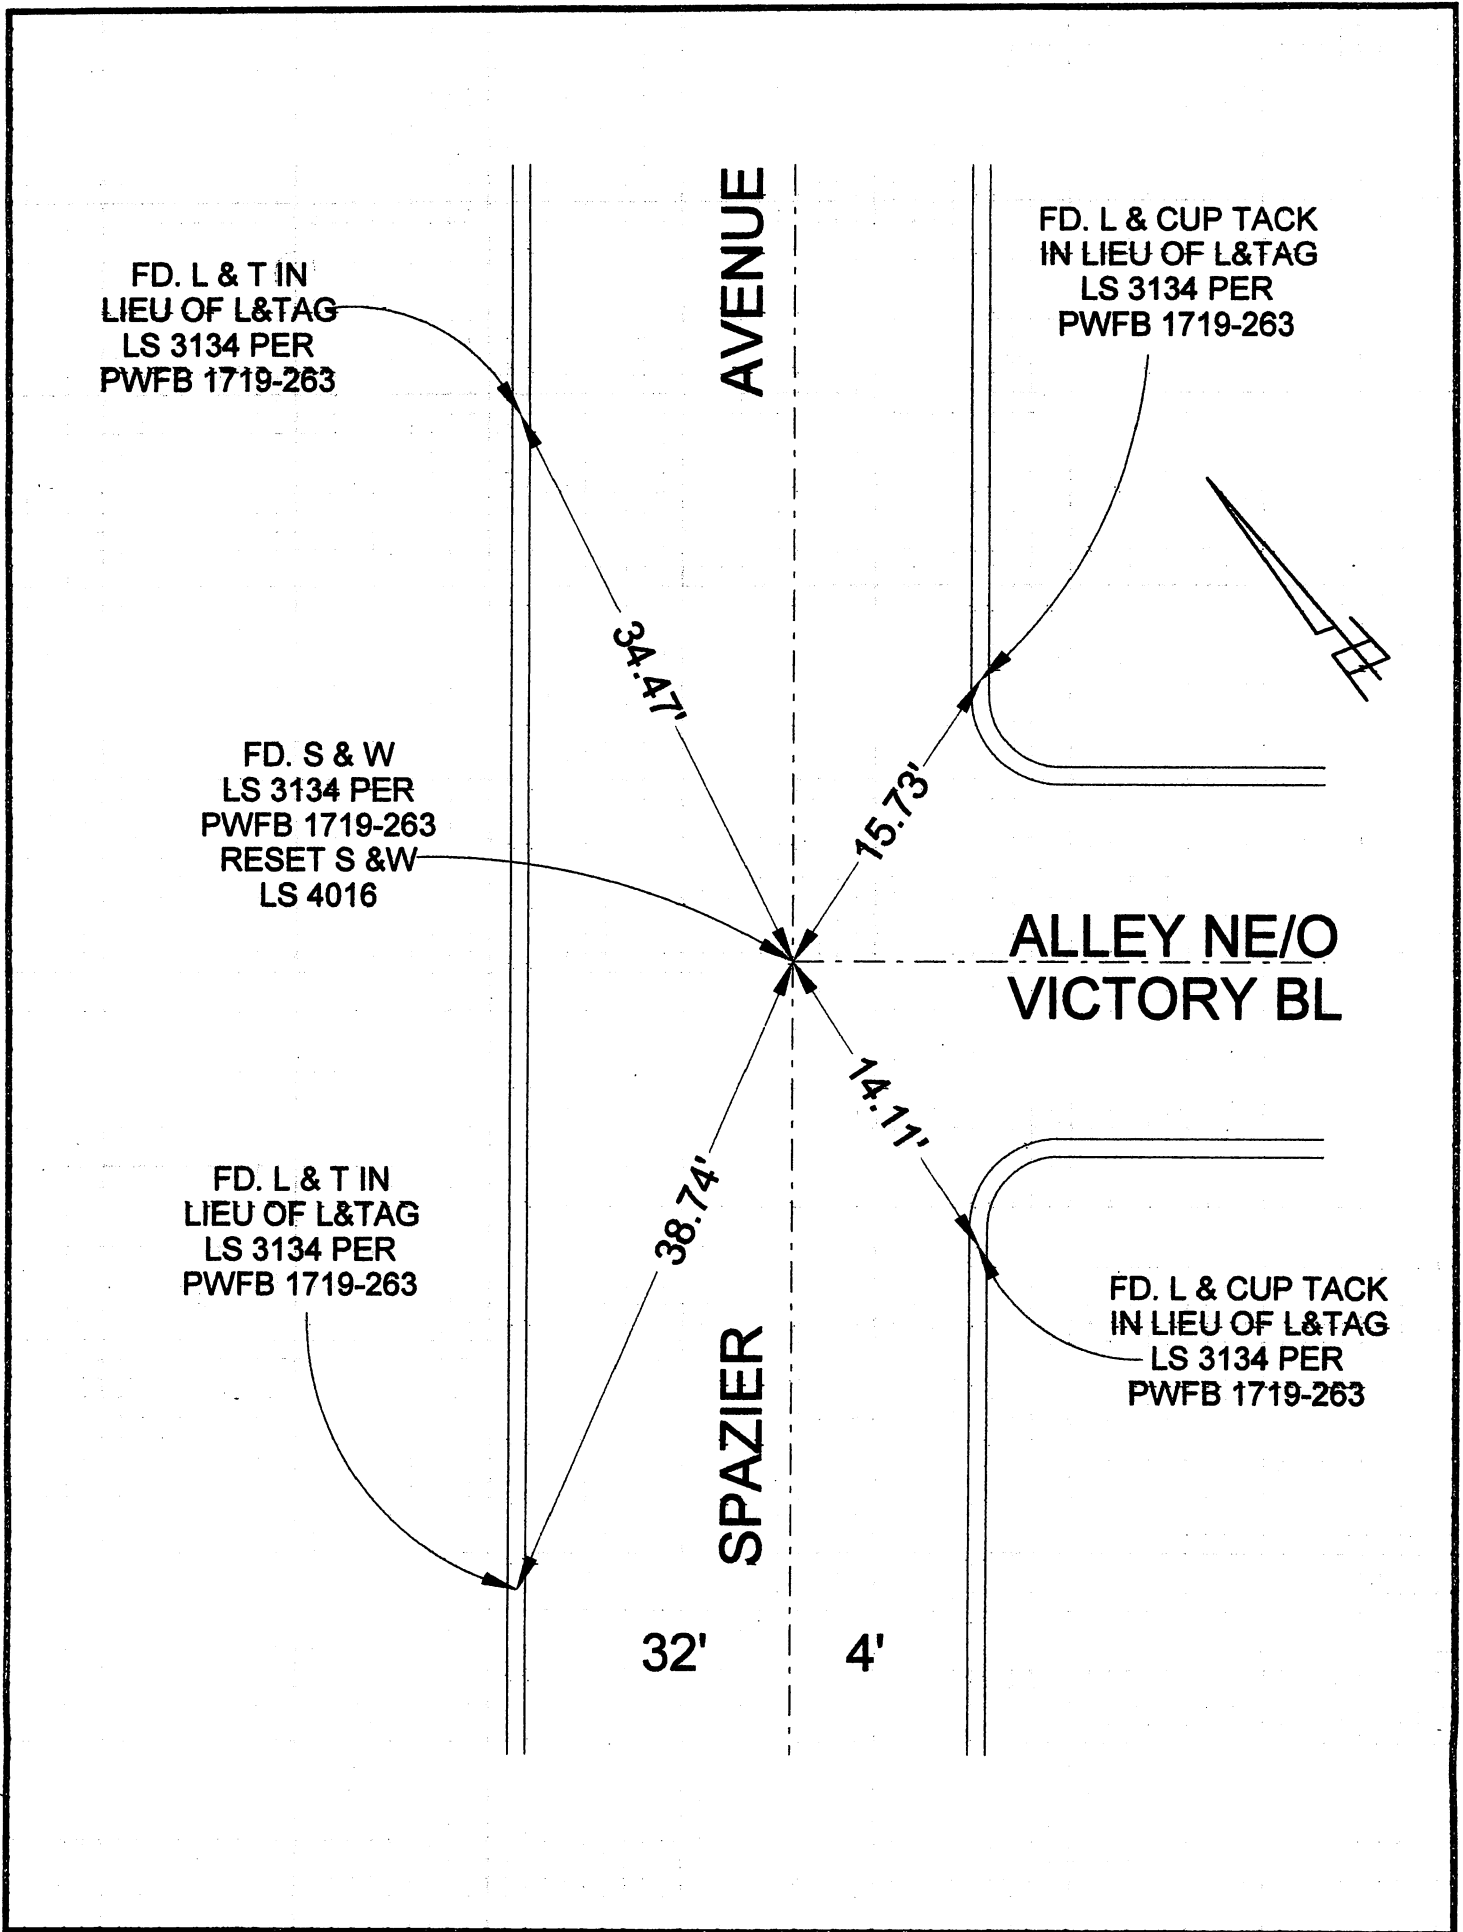 AVENUE
FD. L & CUP TACK
IN LIEU OF L&TAG
LS 3134 PER
PWFB 1719-263
FD. L & T IN
LIEU OF L&TAG
LS 3134 PER
PWFB 1719-263
34.47'
15.73'
FD. S & W
LS 3134 PER
PWFB 1719-263
RESET S &W
LS 4016
ALLEY NE/O
VICTORY BL
14.11'
38.74'
FD. L & T IN
LIEU OF L&TAG
LS 3134 PER
PWFB 1719-263
FD. L & CUP TACK
IN LIEU OF L&TAG
LS 3134 PER
PWFB 1719-263
SPAZIER
32'
4'